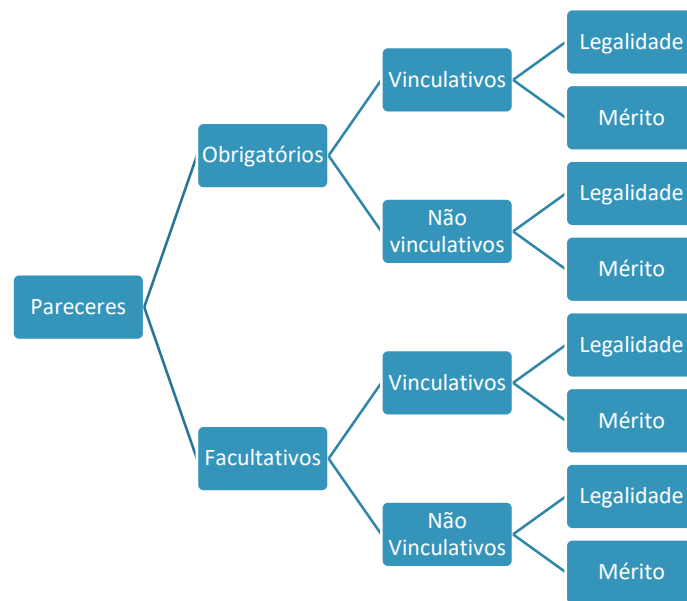 Pareceres
Obrigatórios
Vinculativos
Legalidade
Mérito
Não
vinculativos
Legalidade
Mérito
Facultativos
Vinculativos
Legalidade
Mérito
Não
Vinculativos
Legalidade
Mérito